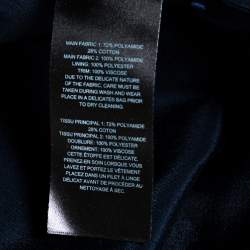 MAIN FABRIC 1: 72% POLYAMIDE
28% COTTON
MAIN FABRIC 2: 100% POLYAMIDE
LINING: 100% POLYESTER
TRIM: 100% VISCOSE
DUE TO THE DELICATE NATURE
OF THE FABRIC, CARE MUST BE
TAKEN DURING WASH AND WEAR.
PLACE IN A DELICATES BAG PRIOR
TO DRY CLEANING.
TISSU PRINCIPAL 1: 72% POLYAMIDE
28% COTON
TISSU PRINCIPAL 2: 100% POLYAMIDE
DOUBLURE: 100% POLYESTER
ORNEMENT: 100% VISCOSE
CETTE ÉTOFFE EST DÉLICATE.
PRENEZ EN SOIN LORSQUE VOUS
LAVEZ ET PORTEZ LE VÊTEMENT.
PLACEZ DANS UN FILET À LINGE
DÉLICAT AVANT DE PROCÉDER AU
NETTOYAGE À SEC.